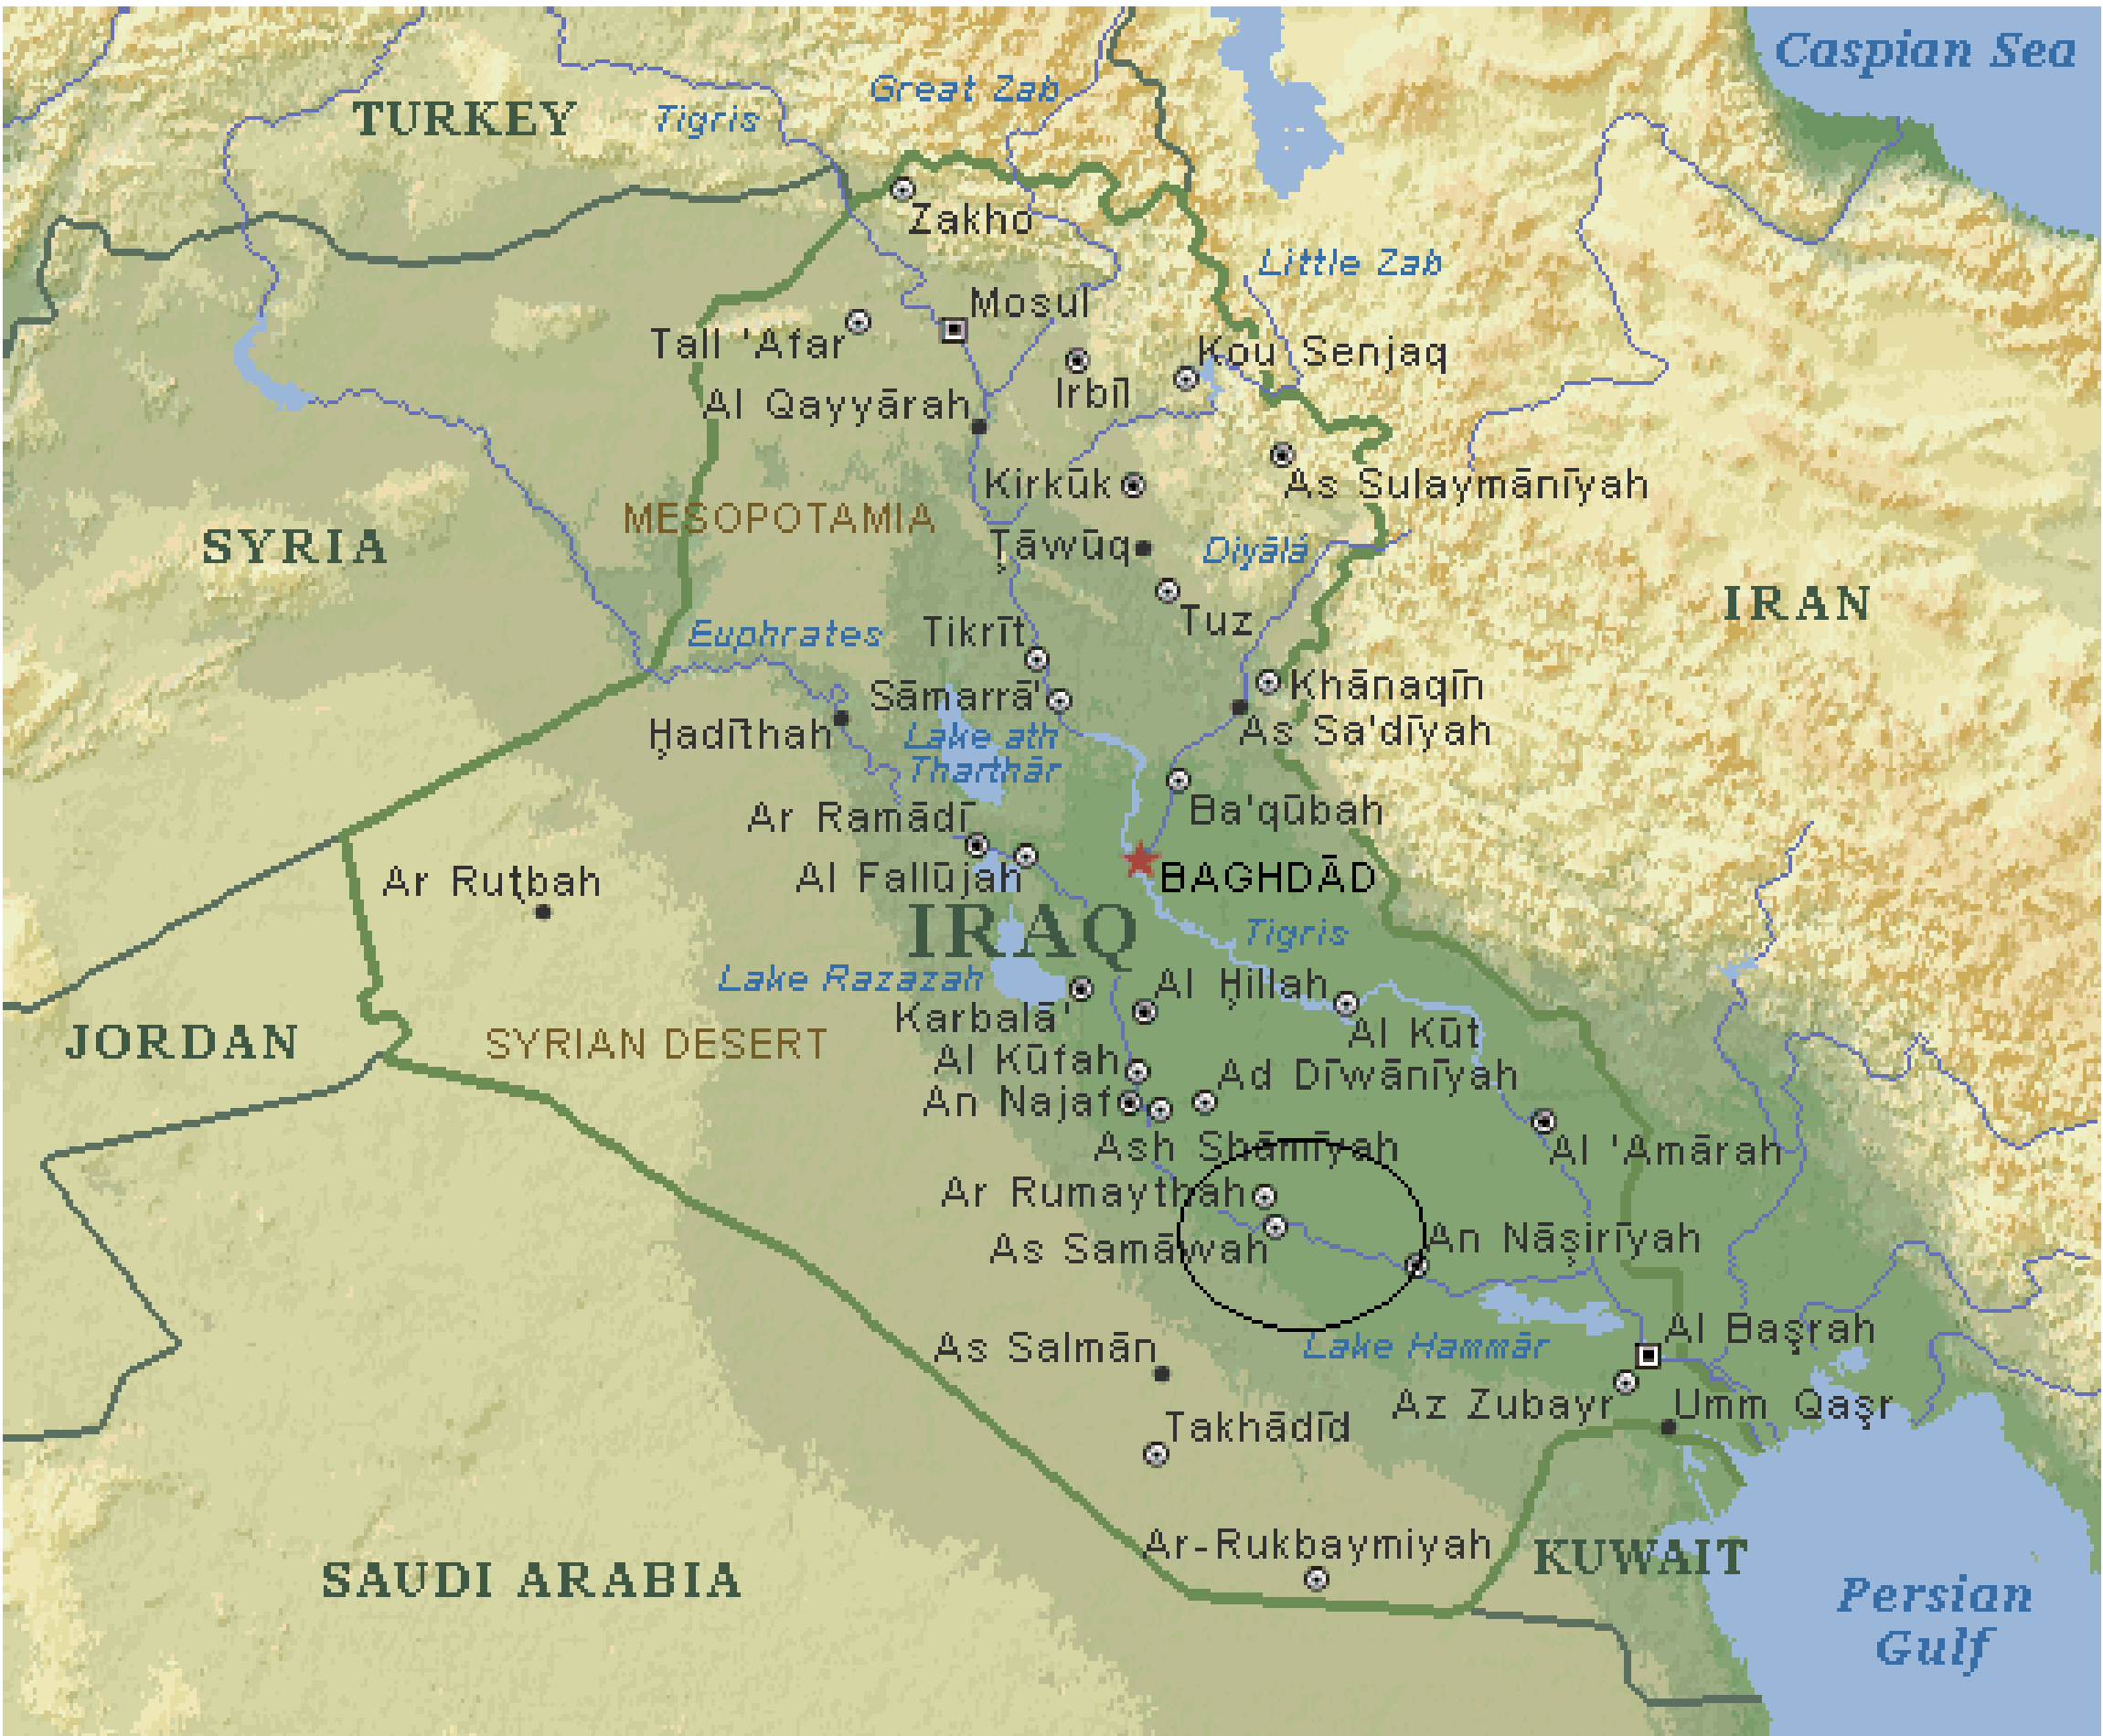 Caspian Sea
Great Zab
TURKEY
Tigris
Zakho
Little Zab
Mosul
Tall 'Afar
Kou Senjaq
Irbīl
Al Qayyārah
Kirkūk
As Sulaymānīyah
MESOPOTAMIA
SYRIA
Ţāwūq
Diyālá
IRAN
Tuz
Euphrates
Tikrīt
Khānaqīn
Sāmarrā'
Ḩadīthah
As Sa'dīyah
Lake ath
Tharthār
Ba'qūbah
Ar Ramādī
Ar Ruţbah
Al Fallūjah
BAGHDĀD
IRAQ
Tigris
Lake Razazah
Al Ḩillah
Karbalā'
Al Kūt
JORDAN
SYRIAN DESERT
Al Kūfah
Ad Dīwānīyah
An Najaf
Ash Shāmīyah
Al 'Amārah
Ar Rumaythah
As Samāwah
An Nāşirīyah
Al Başrah
As Salmān
Lake Hammār
Az Zubayr
Umm Qaşr
Takhādīd
Ar-Rukbaymiyah
KUWAIT
SAUDI ARABIA
Persian
Gulf